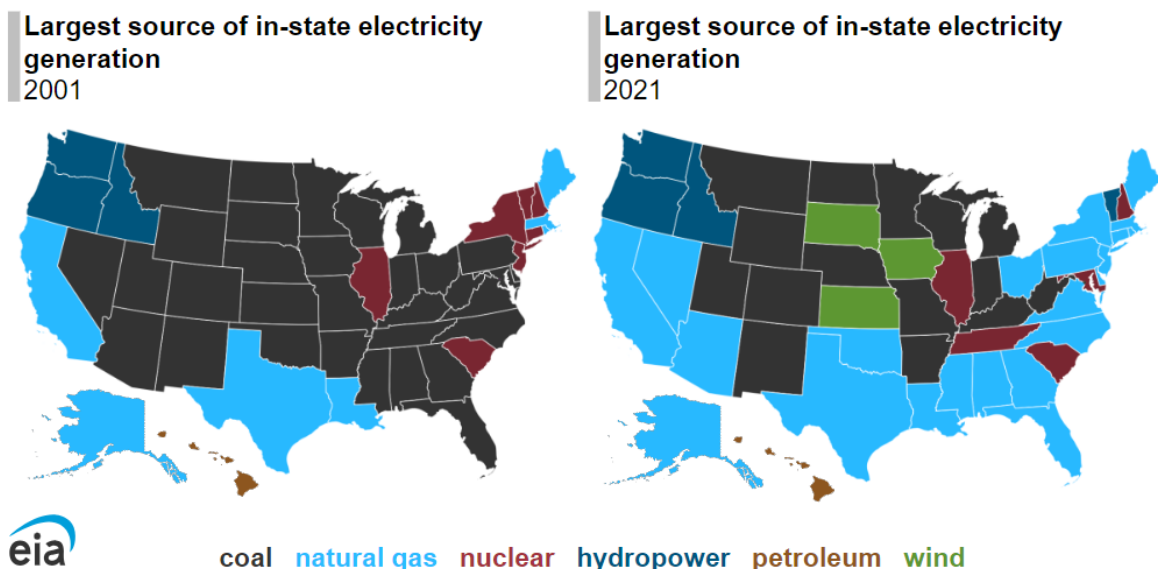 Largest source of in-state electricity
generation
2001
Largest source of in-state electricity
generation
2021
eia
coal natural gas nuclear hydropower petroleum wind